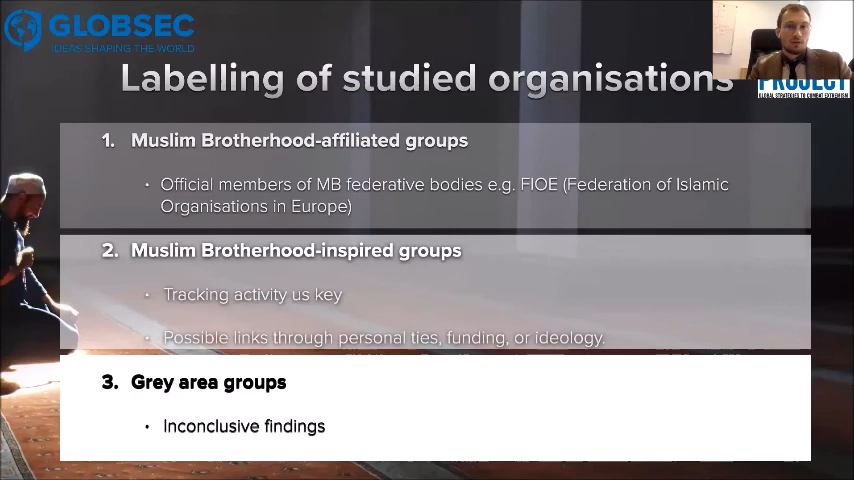 GLOBSEC
IDEAS SHAPING THE WORLD
Labelling of studied organisations
PROJECT
GLOBAL STRATEGIES TO COMBAT EXTREMISM
1. Muslim Brotherhood-affiliated groups
• Official members of MB federative bodies e.g. FIOE (Federation of Islamic
Organisations in Europe)
2. Muslim Brotherhood-inspired groups
• Tracking activity us key
• Possible links through personal ties, funding, or ideology.
3. Grey area groups
• Inconclusive findings